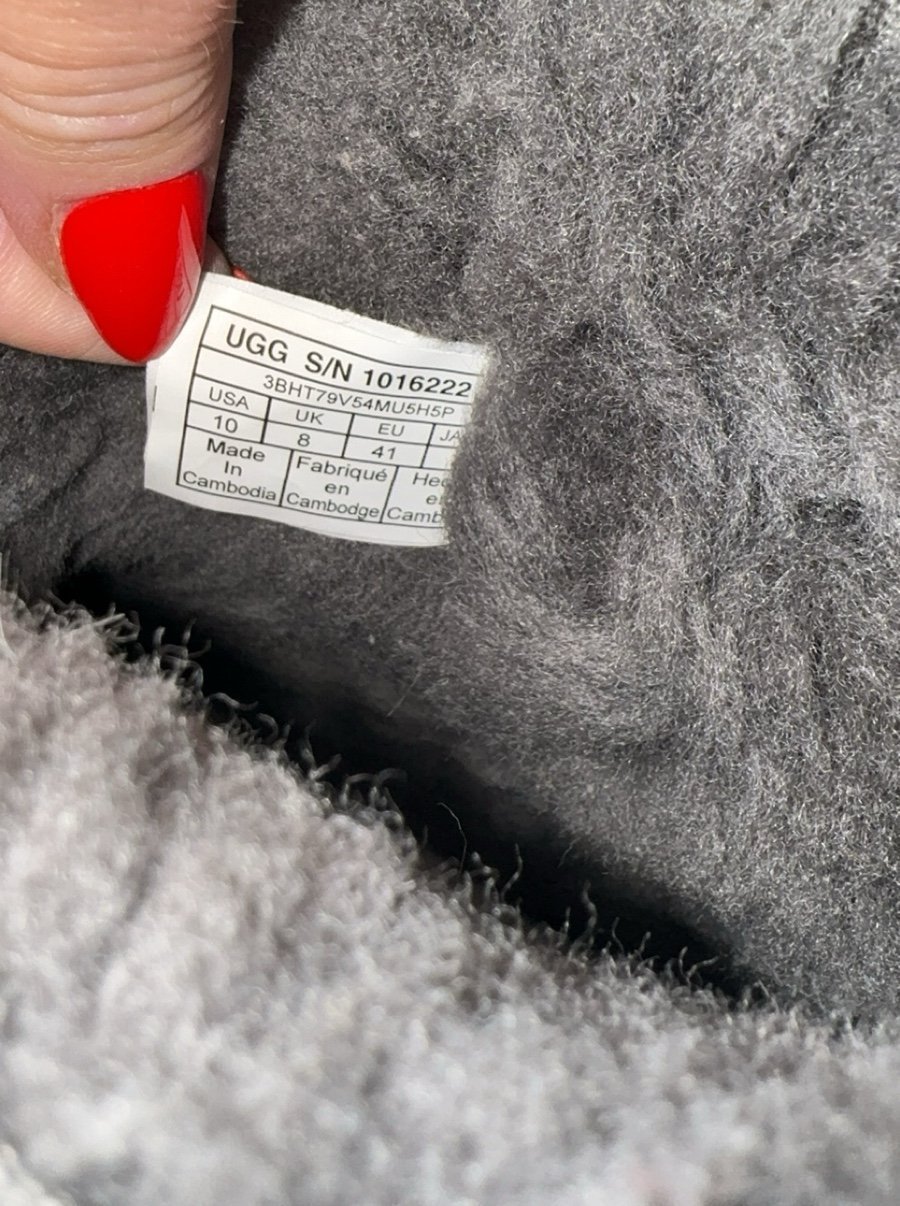 UGG S/N 1016222
3BHT79V54MU5H5P
USA UK EU
10 8 41
Made Fabriqué
In en
Cambodia Cambodge